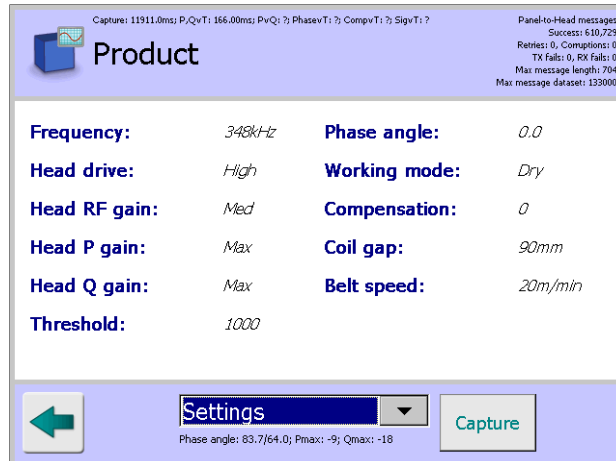 Capture: 11911.0ms; P,QvT: 166.00ms; PvQ: ?; PhasevT: ?; CompvT: ?; SigvT: ?
Panel-to-Head messages
Success: 610,729
Retries: 0, Corruptions: 0
TX fails: 0, RX fails: 0
Max message length: 704
Max message dataset: 133000
Product
Frequency: 348kHz Phase angle: 0.0
Head drive: High Working mode: Dry
Head RF gain: Med Compensation: 0
Head P gain: Max Coil gap: 90mm
Head Q gain: Max Belt speed: 20m/min
Threshold: 1000
Settings
Capture
Phase angle: 83.7/64.0; Pmax: -9; Qmax: -18